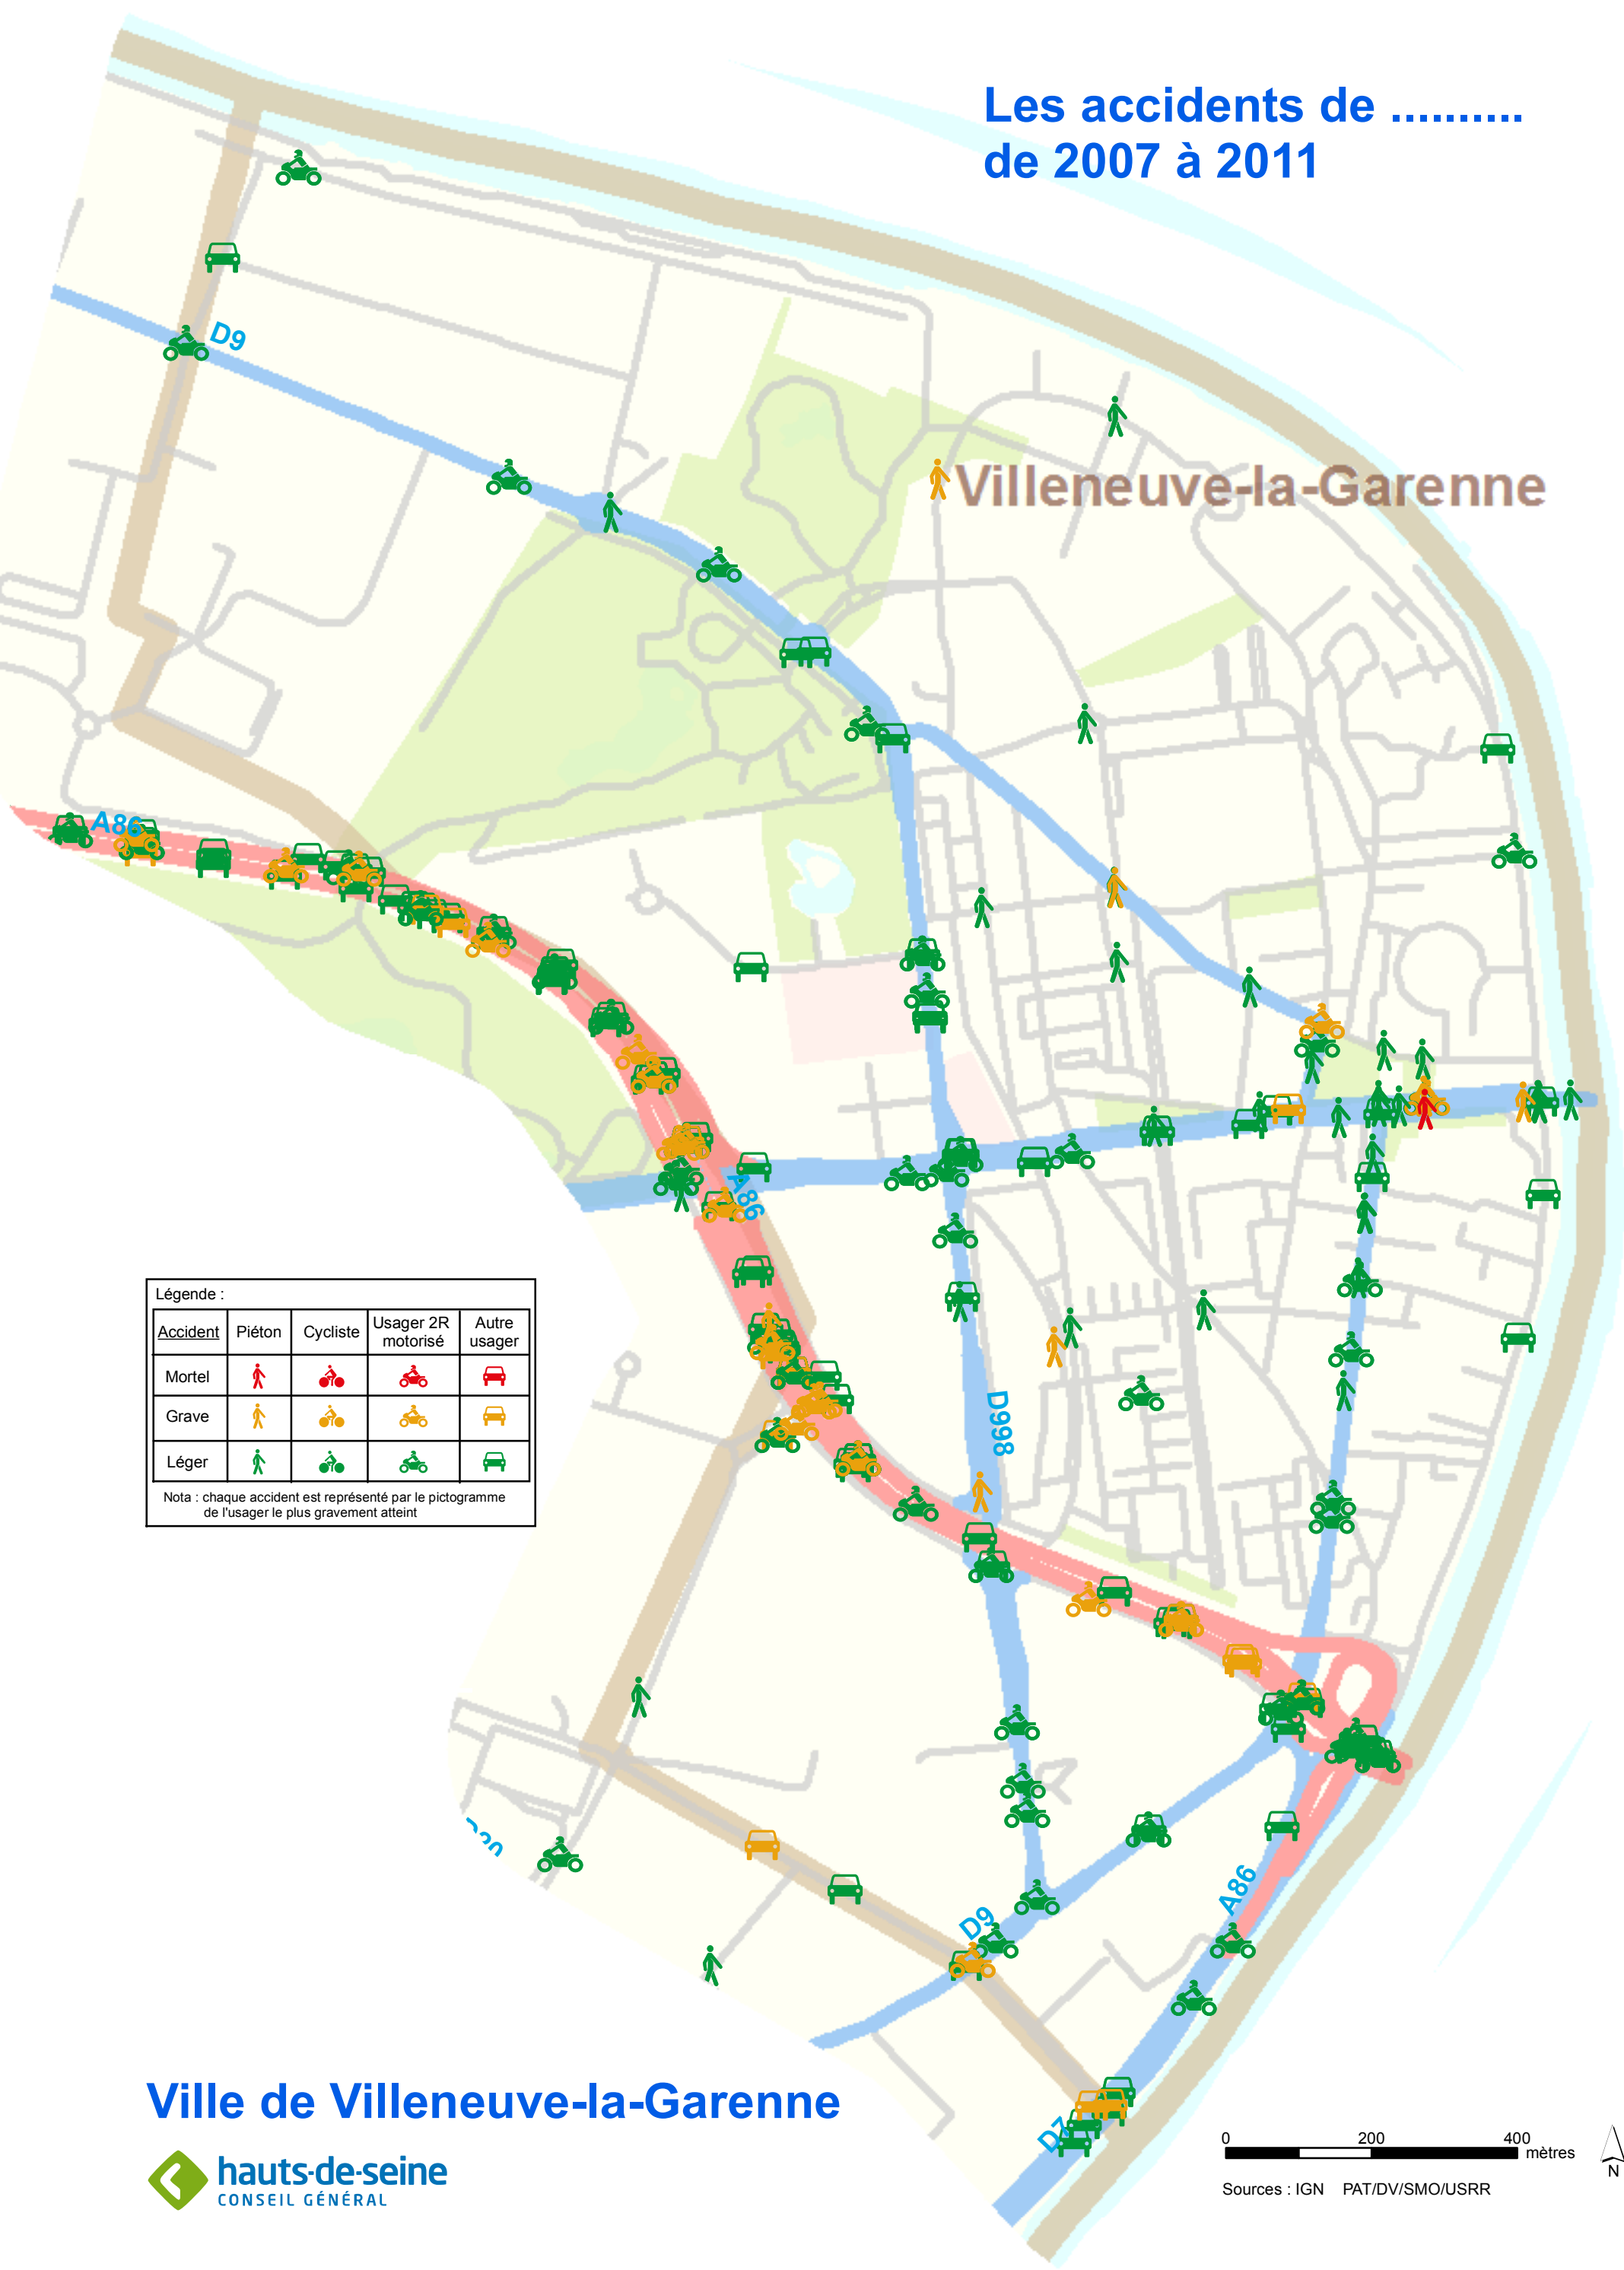 Les accidents de ..........
de 2007 à 2011
D9
Villeneuve-la-Garenne
A86
A86
Légende :
Accident Piéton Cycliste Usager 2R motorisé Autre usager
Mortel
Grave
Léger
Nota : chaque accident est représenté par le pictogramme
de l'usager le plus gravement atteint
D998
A86
D9
D7
Ville de Villeneuve-la-Garenne
hauts-de-seine
CONSEIL GÉNÉRAL
0 200 400
mètres
N
Sources : IGN PAT/DV/SMO/USRR